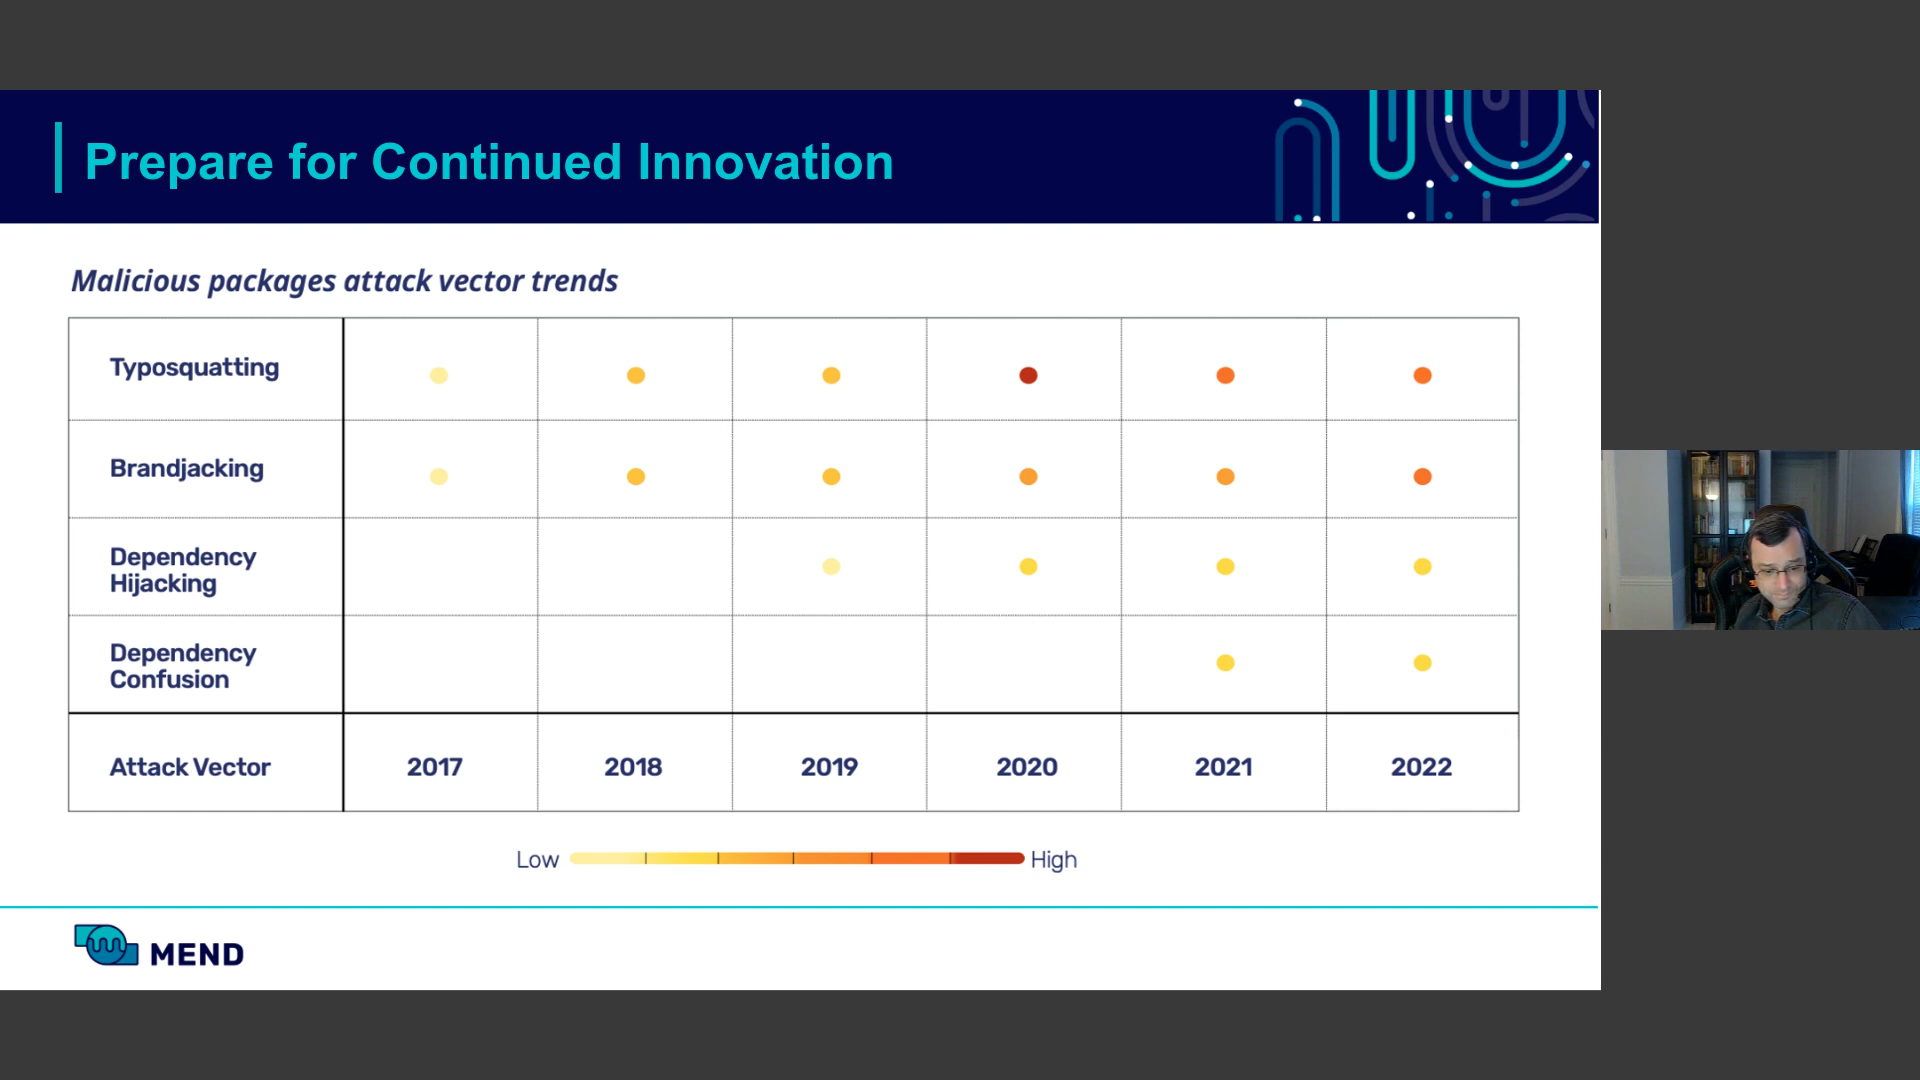 Prepare for Continued Innovation
Malicious packages attack vector trends
Typosquatting
Brandjacking
Dependency
Hijacking
Dependency
Confusion
Attack Vector 2017 2018 2019 2020 2021 2022
Low High
MEND